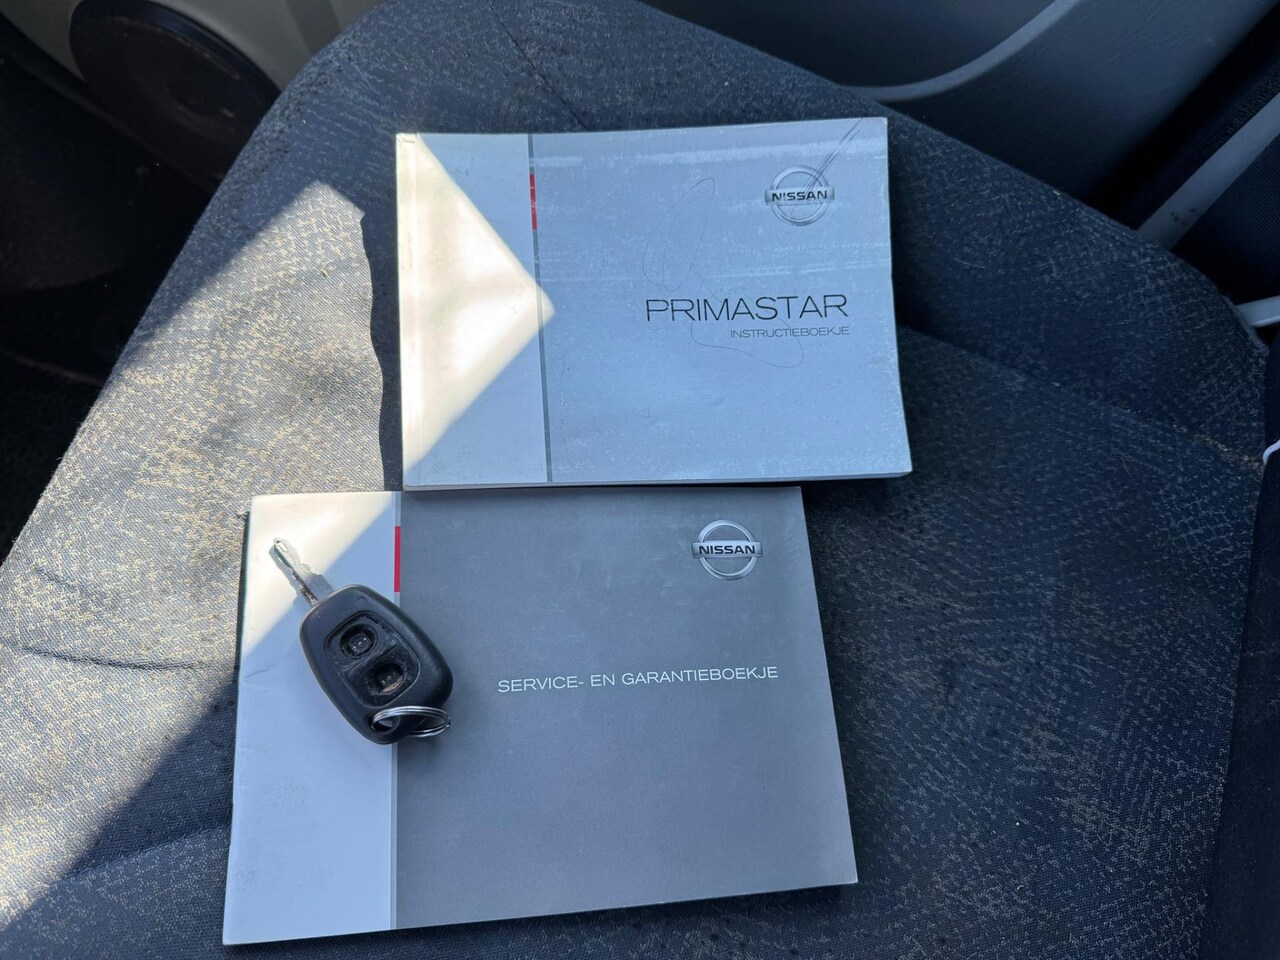 NISSAN
PRIMASTAR
INSTRUCTIEBOEKJE
NISSAN
SERVICE- EN GARANTIEBOEKJE